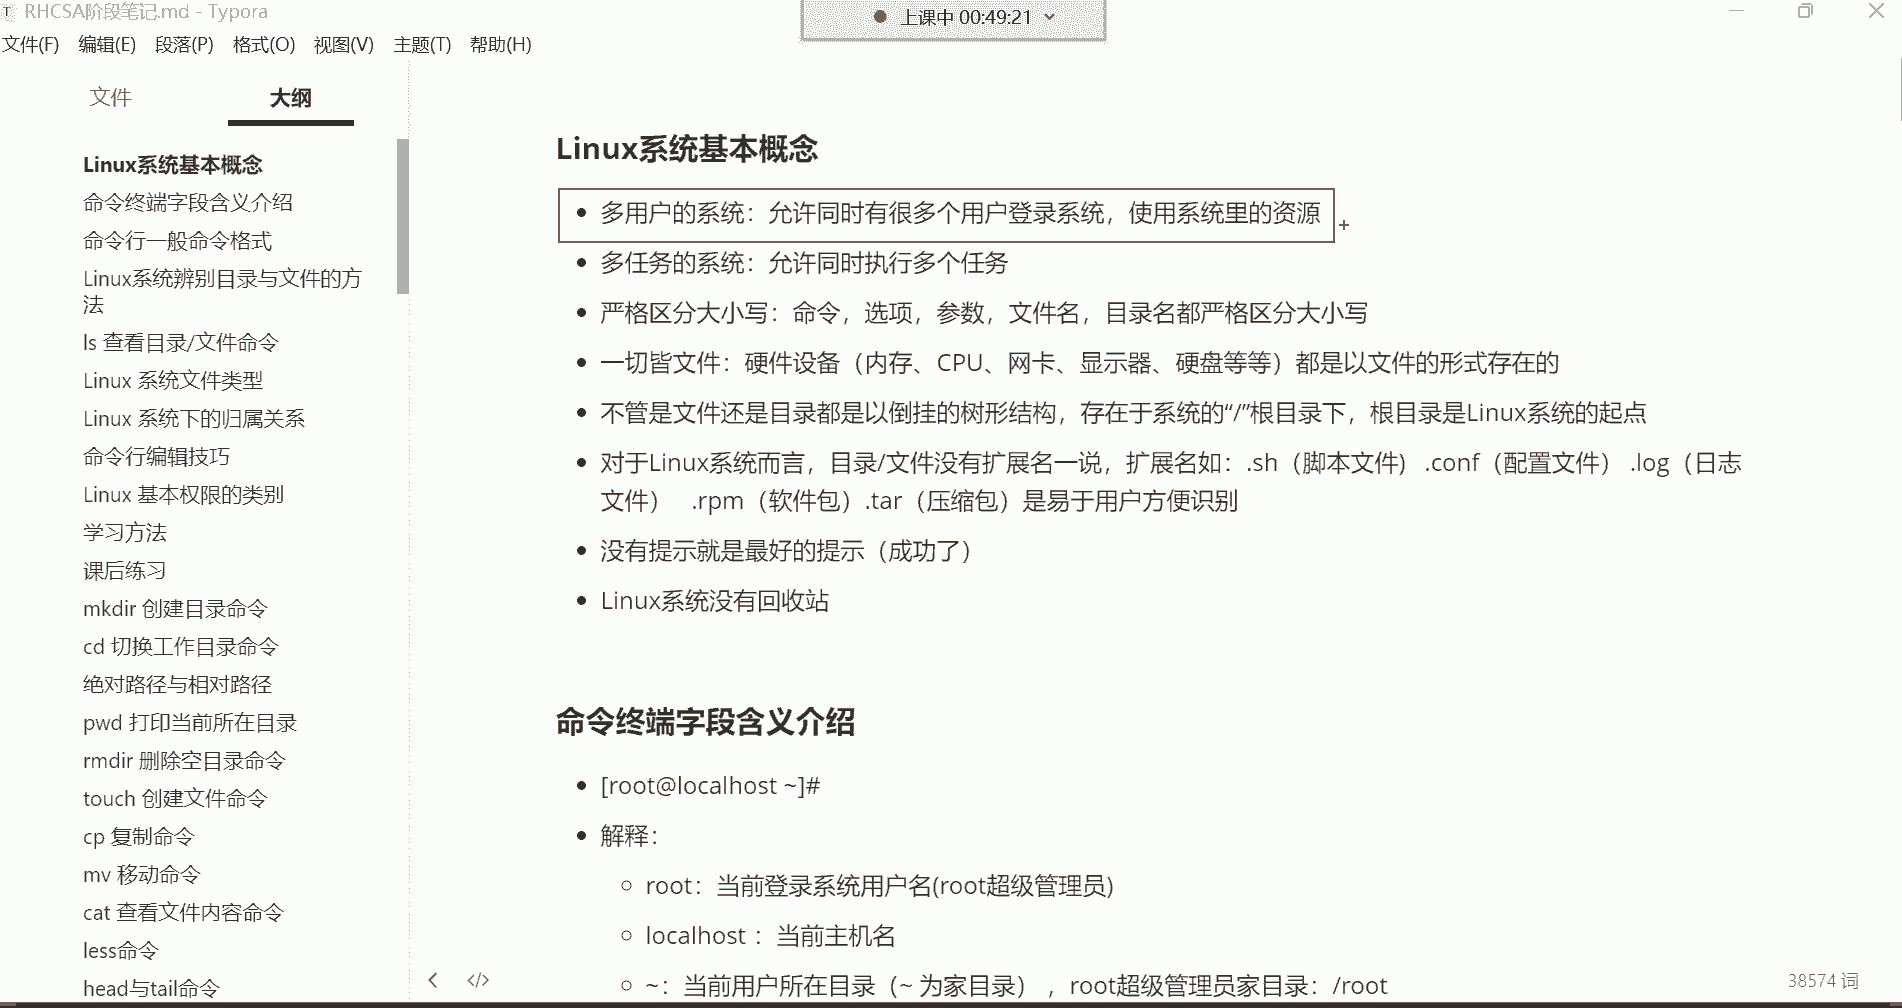 RHCSA阶段笔记.md - Typora
上课中 00:49:21
文件(F) 编辑(E) 段落(P) 格式(O) 视图(V) 主题(T) 帮助(H)
文件 大纲
Linux系统基本概念
命令终端字段含义介绍
命令行一般命令格式
Linux系统辨别目录与文件的方
法
ls 查看目录/文件命令
Linux 系统文件类型
Linux 系统下的归属关系
命令行编辑技巧
Linux 基本权限的类别
学习方法
课后练习
mkdir 创建目录命令
cd 切换工作目录命令
绝对路径与相对路径
pwd 打印当前所在目录
rmdir 删除空目录命令
touch 创建文件命令
cp 复制命令
mv 移动命令
cat 查看文件内容命令
less命令
head与tail命令
Linux系统基本概念
多用户的系统：允许同时有很多个用户登录系统，使用系统里的资源
多任务的系统：允许同时执行多个任务
严格区分大小写：命令，选项，参数，文件名，目录名都严格区分大小写
一切皆文件：硬件设备（内存、CPU、网卡、显示器、硬盘等等）都是以文件的形式存在的
不管是文件还是目录都是以倒挂的树形结构，存在于系统的“/”根目录下，根目录是Linux系统的起点
对于Linux系统而言，目录/文件没有扩展名一说，扩展名如：.sh（脚本文件）.conf（配置文件） .log（日志
文件） .rpm（软件包）.tar（压缩包）是易于用户方便识别
没有提示就是最好的提示（成功了）
Linux系统没有回收站
命令终端字段含义介绍
[root@localhost ~]#
解释：
root：当前登录系统用户名(root超级管理员)
localhost ：当前主机名
~：当前用户所在目录（~ 为家目录），root超级管理员家目录：/root
38574 词